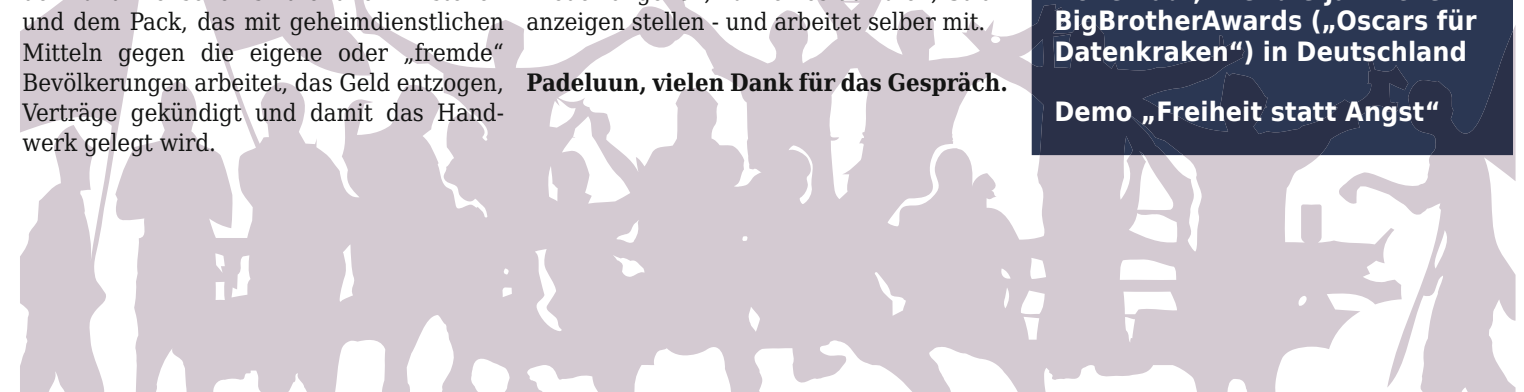 und dem Pack, das mit geheimdienstlichen
Mitteln gegen die eigene oder „fremde“
Bevölkerungen arbeitet, das Geld entzogen,
Verträge gekündigt und damit das Hand-
werk gelegt wird.
anzeigen stellen - und arbeitet selber mit.
Padeluun, vielen Dank für das Gespräch.
BigBrotherAwards („Oscars für
Datenkraken“) in Deutschland
Demo „Freiheit statt Angst“